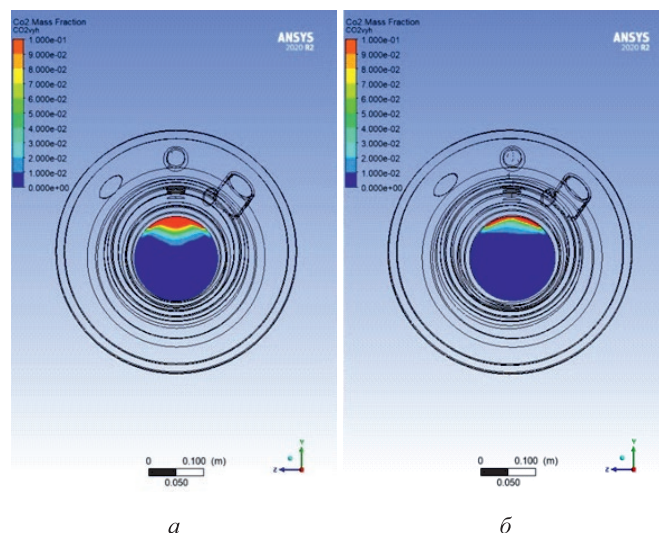 Co2 Mass Fraction
CO2vyh
1.000e-01
9.000e-02
8.000e-02
7.000e-02
6.000e-02
5.000e-02
4.000e-02
3.000e-02
2.000e-02
1.000e-02
0.000e+00
ANSYS
2020 R2
0 0.100 (m)
0.050
Y
Z
а
Co2 Mass Fraction
CO2vyh
1.000e-01
9.000e-02
8.000e-02
7.000e-02
6.000e-02
5.000e-02
4.000e-02
3.000e-02
2.000e-02
1.000e-02
0.000e+00
ANSYS
2020 R2
0 0.100 (m)
0.050
Y
Z
б